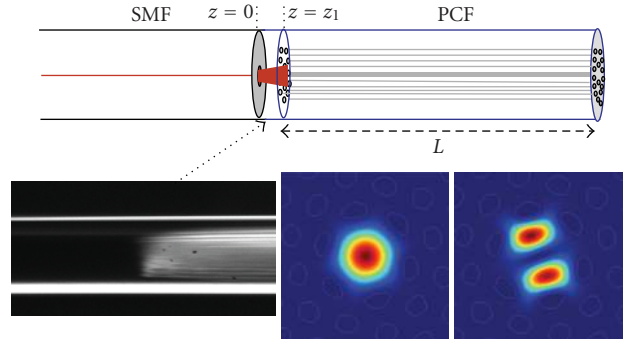 SMF z = 0 z = z₁ PCF
L